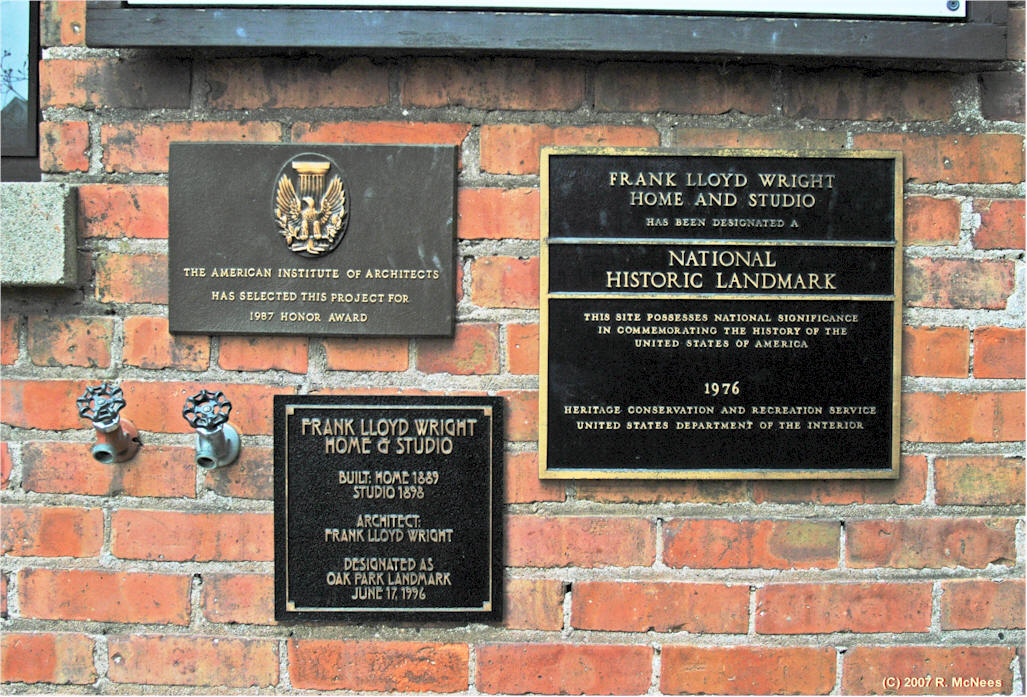 THE AMERICAN INSTITUTE OF ARCHITECTS
HAS SELECTED THIS PROJECT FOR
1987 HONOR AWARD
FRANK LLOYD WRIGHT
HOME AND STUDIO
HAS BEEN DESIGNATED A
NATIONAL
HISTORIC LANDMARK
THIS SITE POSSESSES NATIONAL SIGNIFICANCE
IN COMMEMORATING THE HISTORY OF THE
UNITED STATES OF AMERICA
1976
HERITAGE CONSERVATION AND RECREATION SERVICE
UNITED STATES DEPARTMENT OF THE INTERIOR
FRANK LLOYD WRIGHT
HOME & STUDIO
BUILT: HOME 1889
STUDIO 1898
ARCHITECT:
FRANK LLOYD WRIGHT
DESIGNATED AS
OAK PARK LANDMARK
JUNE 17, 1996
(C) 2007 R. McNees